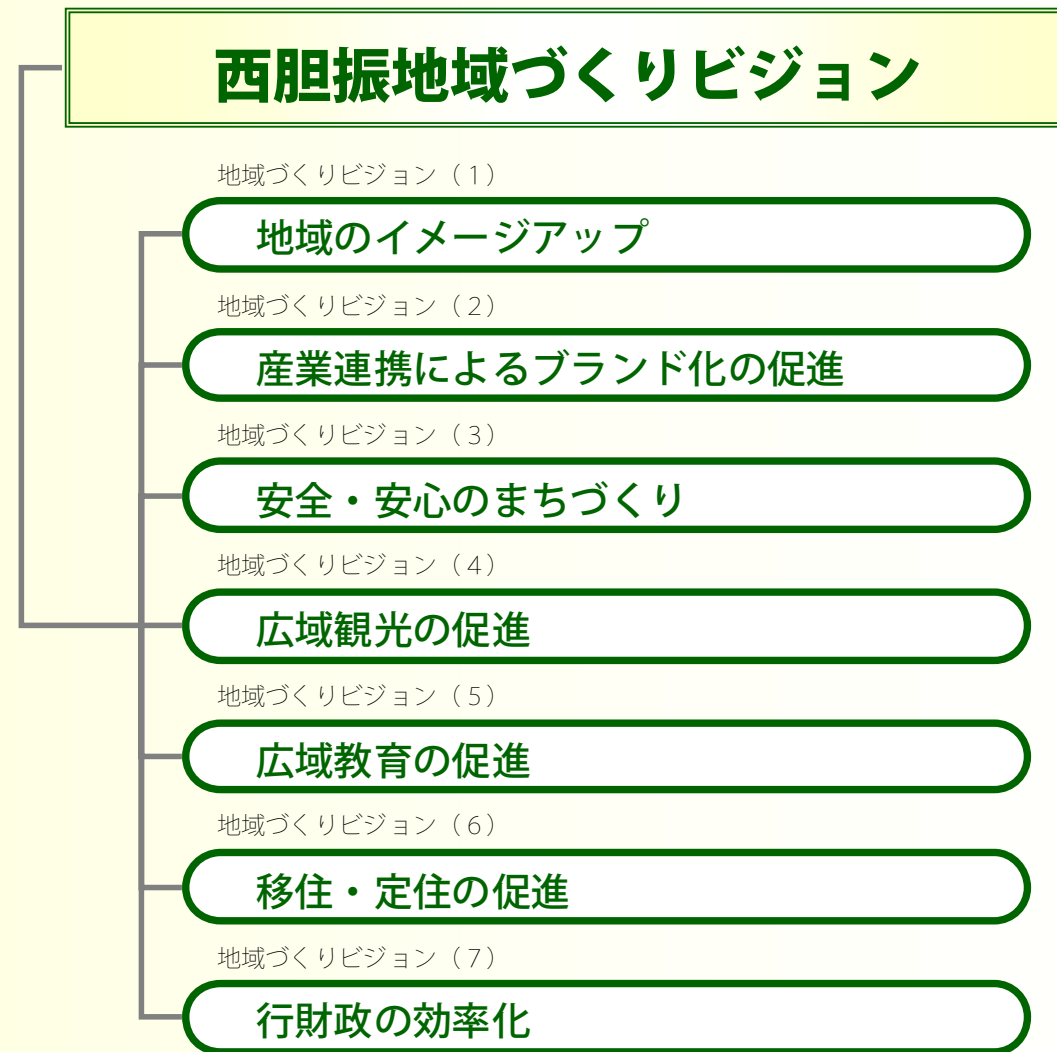 西胆振地域づくりビジョン
地域づくりビジョン（1）
地域のイメージアップ
地域づくりビジョン（2）
産業連携によるブランド化の促進
地域づくりビジョン（3）
安全・安心のまちづくり
地域づくりビジョン（4）
広域観光の促進
地域づくりビジョン（5）
広域教育の促進
地域づくりビジョン（6）
移住・定住の促進
地域づくりビジョン（7）
行財政の効率化